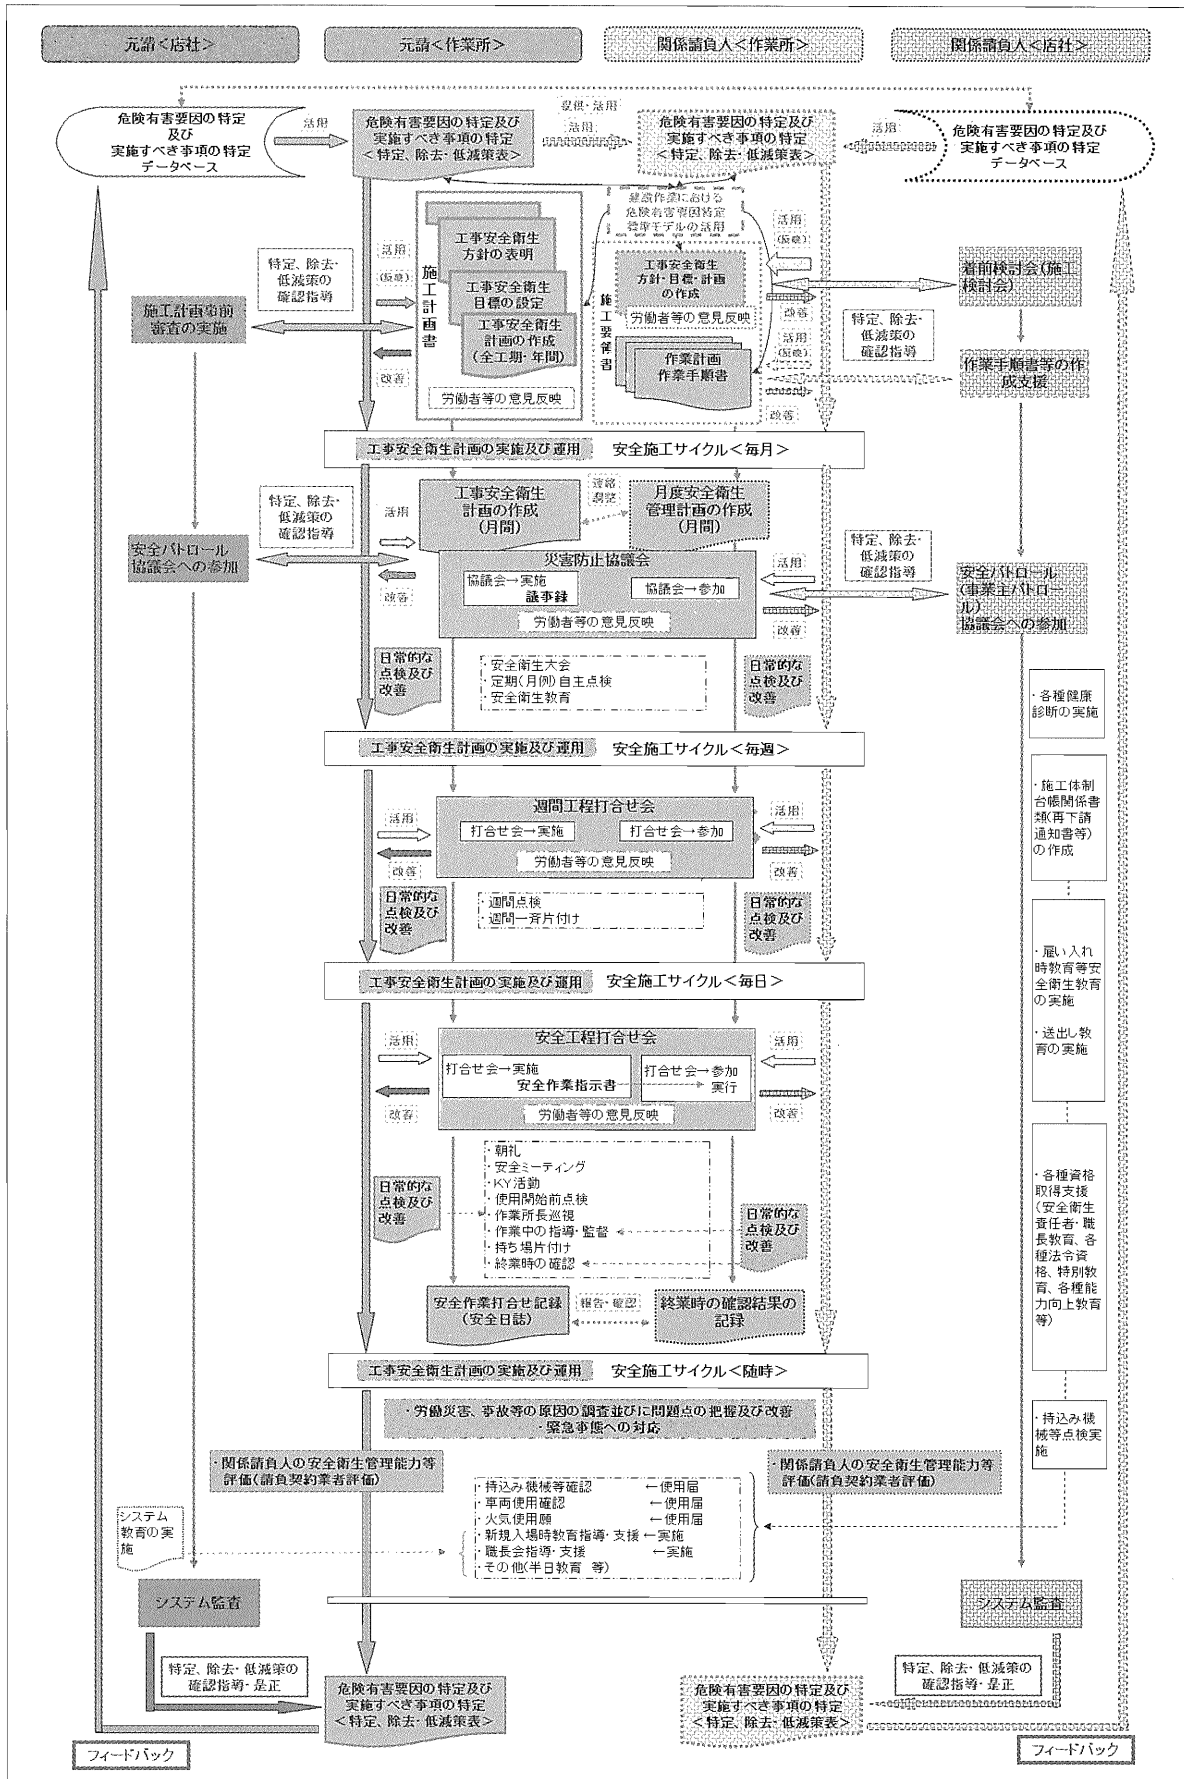 元請<店社>
元請<作業所>
関係請負人<作業所>
関係請負人<店社>
危険有害要因の特定
及び
実施すべき事項の特定
データベース
活用
危険有害要因の特定及び
実施すべき事項の特定
<特定、除去・低減策表>
提供・活用
活用
危険有害要因の特定及び
実施すべき事項の特定
<特定、除去・低減策表>
活用
危険有害要因の特定及び
実施すべき事項の特定
データベース
建設作業における
危険有害要因特定
標準モデルの活用
施工計画事前
審査の実施
特定、除去・
低減策の
確認指導
活用
(反映)
改善
施工計画書
工事安全衛生
方針の表明
工事安全衛生
目標の設定
工事安全衛生
計画の作成
(全工期・年間)
労働者等の意見反映
施工要領書
工事安全衛生
方針・目標・計画
の作成
労働者等の意見反映
作業計画
作業手順書
活用
(反映)
改善
活用
(反映)
改善
特定、除去・
低減策の
確認指導
着前検討会(施工
検討会)
作業手順書等の作
成支援
工事安全衛生計画の実施及び運用 安全施工サイクル<毎月>
特定、除去・
低減策の
確認指導
安全パトロール
協議会への参加
活用
改善
工事安全衛生
計画の作成
(月間)
連絡
調整
月度安全衛生
管理計画の作成
(月間)
災害防止協議会
協議会→実施
議事録
協議会→参加
労働者等の意見反映
活用
改善
特定、除去・
低減策の
確認指導
安全パトロール
(事業主パトロー
ル)
協議会への参加
日常的な
点検及び
改善
・安全衛生大会
・定期(月例)自主点検
・安全衛生教育
日常的な
点検及び
改善
・各種健康
診断の実施
工事安全衛生計画の実施及び運用 安全施工サイクル<毎週>
活用
改善
週間工程打合せ会
打合せ会→実施
打合せ会→参加
労働者等の意見反映
活用
改善
・施工体制
台帳関係書
類(再下請
通知書等)
の作成
日常的な
点検及び
改善
・週間点検
・週間一斉片付け
日常的な
点検及び
改善
・雇い入れ
時教育等安
全衛生教育
の実施
・送出し教
育の実施
工事安全衛生計画の実施及び運用 安全施工サイクル<毎日>
活用
改善
安全工程打合せ会
打合せ会→実施
安全作業指示書
打合せ会→参加
実行
労働者等の意見反映
活用
改善
日常的な
点検及び
改善
・朝礼
・安全ミーティング
・KY活動
・使用開始前点検
・作業所長巡視
・作業中の指導・監督
・持ち場片付け
・終業時の確認
日常的な
点検及び
改善
・各種資格
取得支援
(安全衛生
責任者・職
長教育、各
種法令資
格、特別教
育、各種能
力向上教育
等)
安全作業打合せ記録
(安全日誌)
報告・確認
終業時の確認結果の
記録
工事安全衛生計画の実施及び運用 安全施工サイクル<随時>
・労働災害、事故等の原因の調査並びに問題点の把握及び改善
・緊急事態への対応
・持込み機
械等点検実
施
・関係請負人の安全衛生管理能力等
評価(請負契約業者評価)
・関係請負人の安全衛生管理能力等
評価(請負契約業者評価)
・持込み機械等確認 ←使用届
・車両使用確認 ←使用届
・火気使用願 ←使用届
・新規入場時教育指導・支援 ←実施
・職長会指導・支援 ←実施
・その他(半日教育 等)
システム
教育の実
施
システム監査
システム監査
特定、除去・低減策の
確認指導・是正
危険有害要因の特定及び
実施すべき事項の特定
<特定、除去・低減策表>
危険有害要因の特定及び
実施すべき事項の特定
<特定、除去・低減策表>
特定、除去・低減策の
確認指導・是正
フィードバック
フィードバック